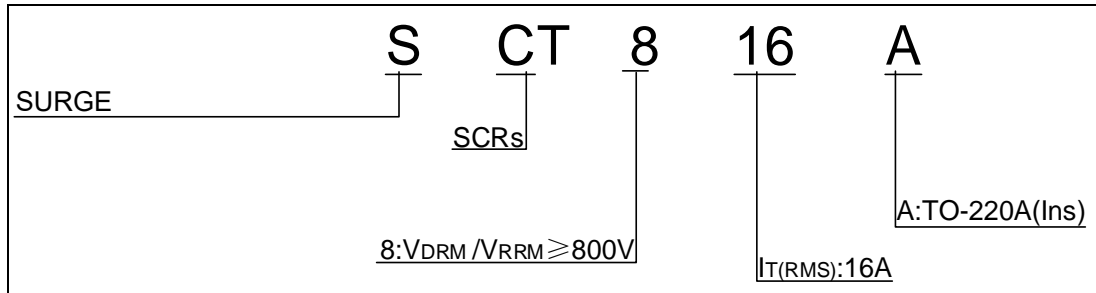 S CT 8 16 A
SURGE
SCRs
A:TO-220A(Ins)
8:VDRM /VRRM≥800V
IT(RMS):16A